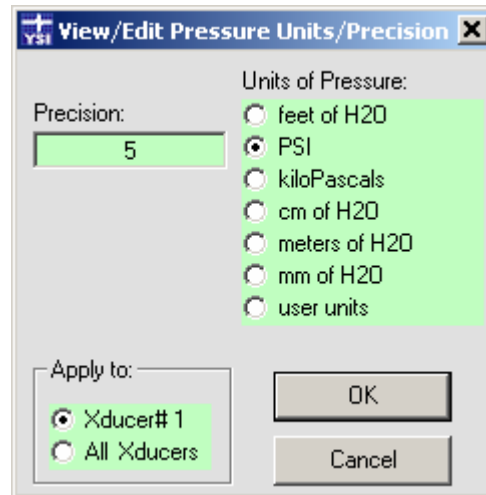 YSI View/Edit Pressure Units/Precision
Units of Pressure:
Precision:
5
feet of H2O
PSI
kiloPascals
cm of H2O
meters of H2O
mm of H2O
user units
Apply to:
Xducer# 1
All Xducers
OK
Cancel